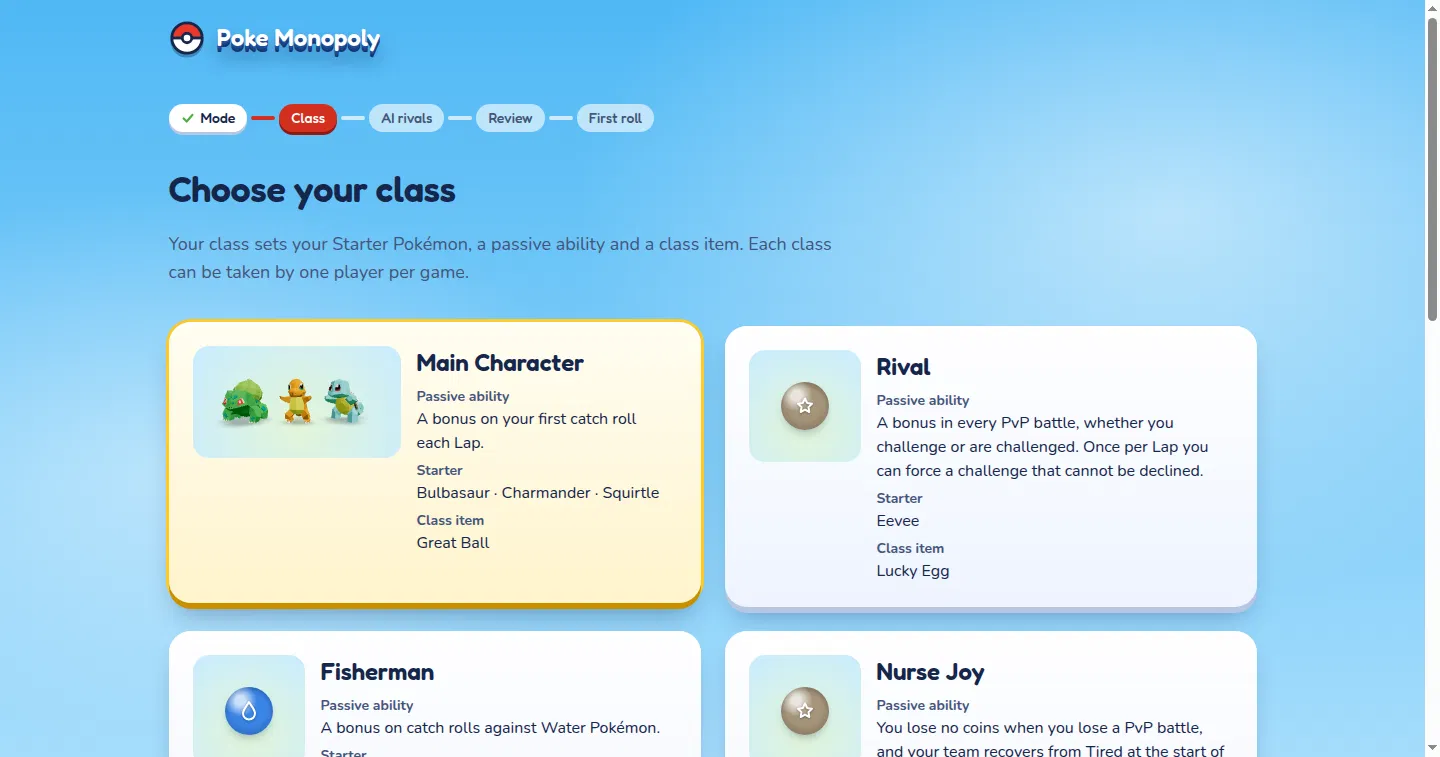 Poke Monopoly
Mode
Class
AI rivals
Review
First roll
Choose your class
Your class sets your Starter Pokémon, a passive ability and a class item. Each class
can be taken by one player per game.
Main Character
Passive ability
A bonus on your first catch roll
each Lap.
Starter
Bulbasaur · Charmander · Squirtle
Class item
Great Ball
Rival
Passive ability
A bonus in every PvP battle, whether you
challenge or are challenged. Once per Lap you
can force a challenge that cannot be declined.
Starter
Eevee
Class item
Lucky Egg
Fisherman
Passive ability
A bonus on catch rolls against Water Pokémon.
Starter
Nurse Joy
Passive ability
You lose no coins when you lose a PvP battle,
and your team recovers from Tired at the start of